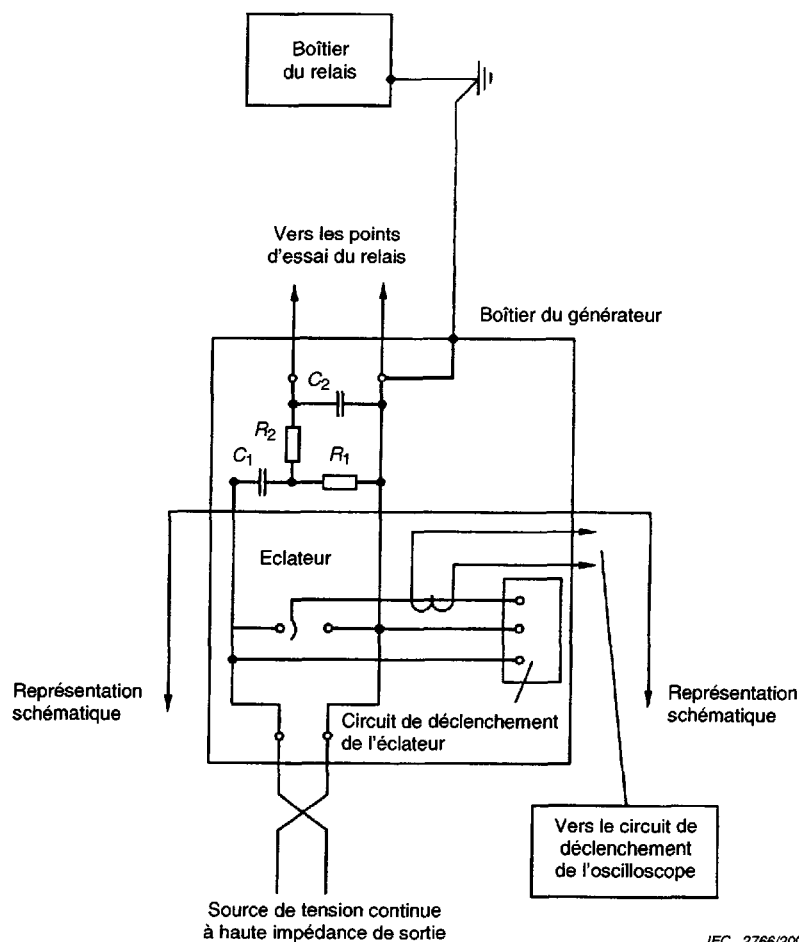 Boîtier
du relais
Vers les points
d'essai du relais
Boîtier du générateur
C2
R2
C1
R1
Eclateur
Représentation
schématique
Circuit de déclenchement
de l'éclateur
Représentation
schématique
Vers le circuit de
déclenchement
de l'oscilloscope
Source de tension continue
à haute impédance de sortie